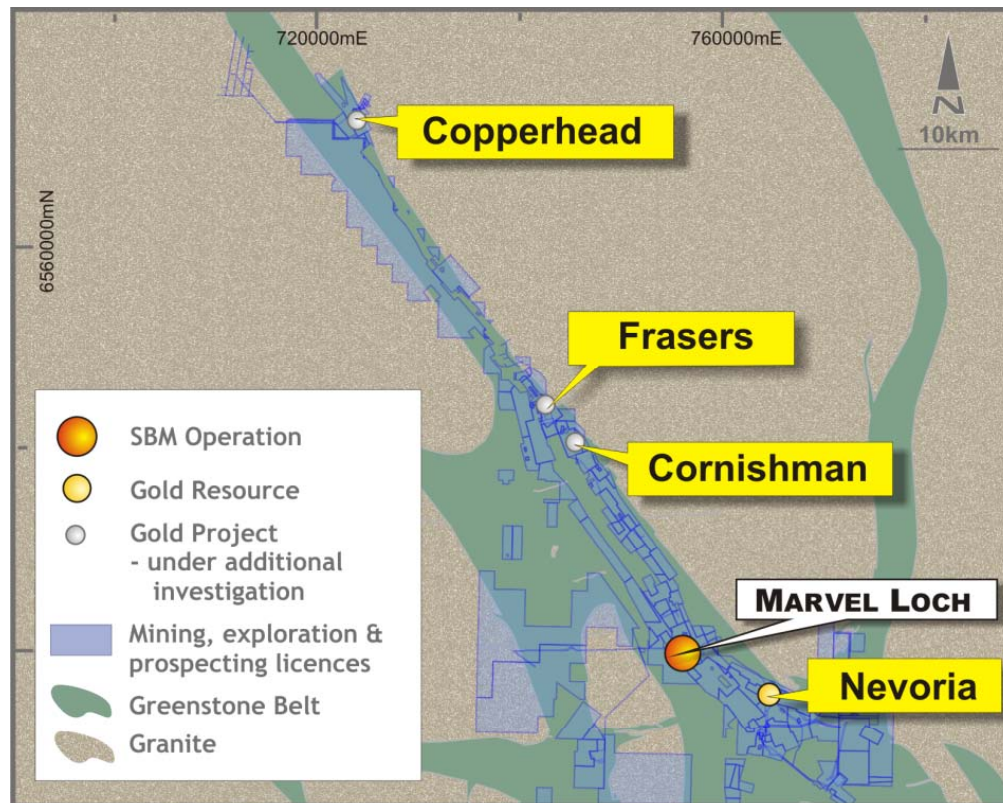 720000mE
760000mE
N
10km
6560000mN
Copperhead
Frasers
Cornishman
MARVEL LOCH
Nevoria
SBM Operation
Gold Resource
Gold Project
- under additional
investigation
Mining, exploration &
prospecting licences
Greenstone Belt
Granite